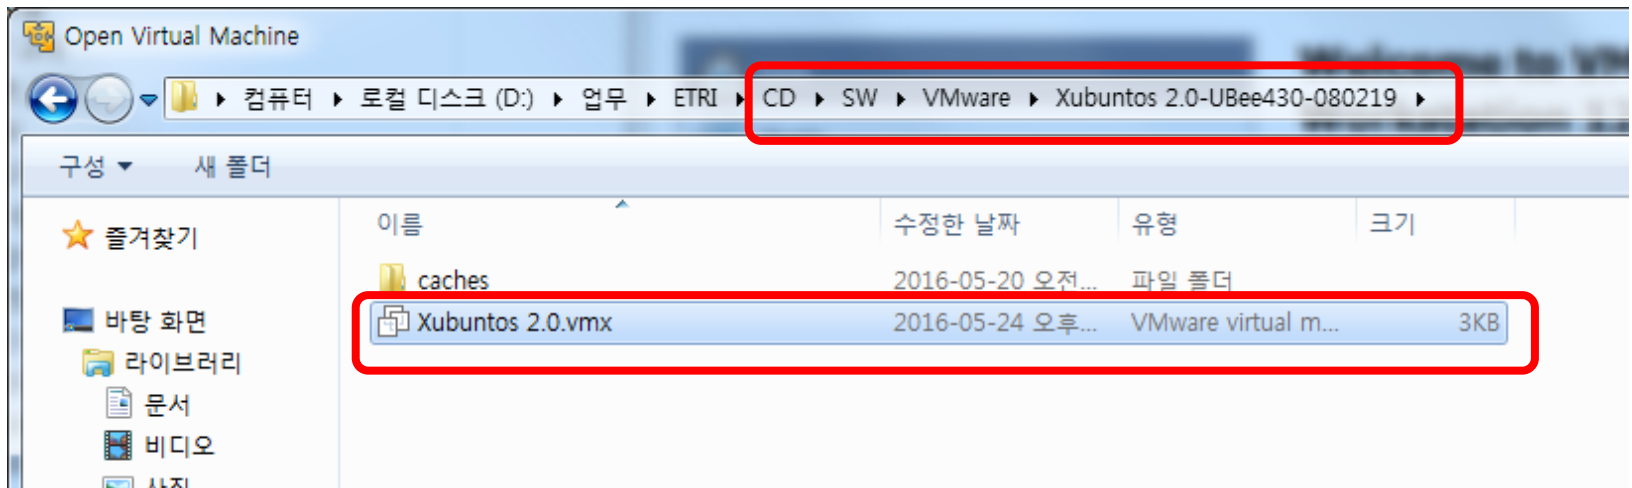 Open Virtual Machine
컴퓨터 로컬 디스크 (D:) 업무 ETRI CD SW VMware Xubuntos 2.0-UBee430-080219
구성 새 폴더
즐겨찾기
이름 수정한 날짜 유형 크기
caches 2016-05-20 오전... 파일 폴더
바탕 화면
Xubuntos 2.0.vmx 2016-05-24 오후... VMware virtual m... 3KB
라이브러리
문서
비디오
사진